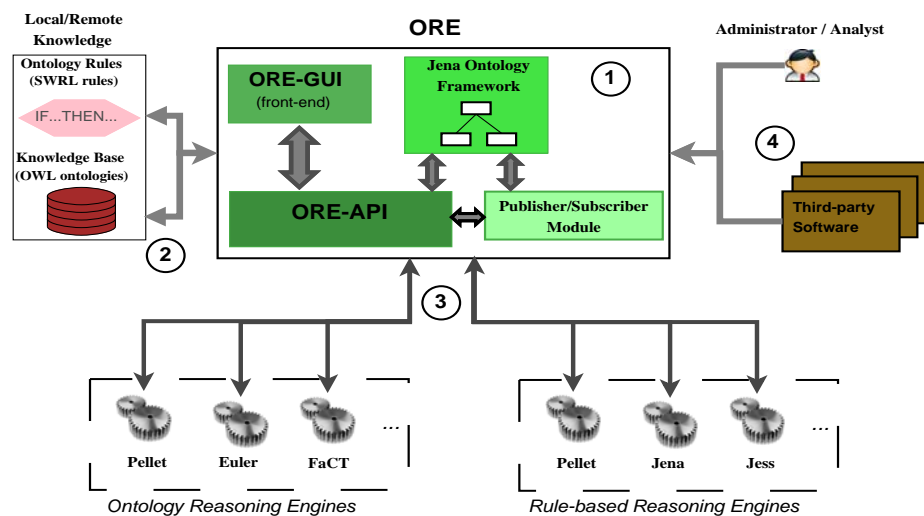 Local/Remote
Knowledge
Ontology Rules
(SWRL rules)
IF...THEN...
Knowledge Base
(OWL ontologies)
2
ORE
1
ORE-GUI
(front-end)
Jena Ontology
Framework
ORE-API
Publisher/Subscriber
Module
Administrator / Analyst
4
Third-party
Software
3
Pellet
Euler
FaCT
...
Ontology Reasoning Engines
Pellet
Jena
Jess
...
Rule-based Reasoning Engines